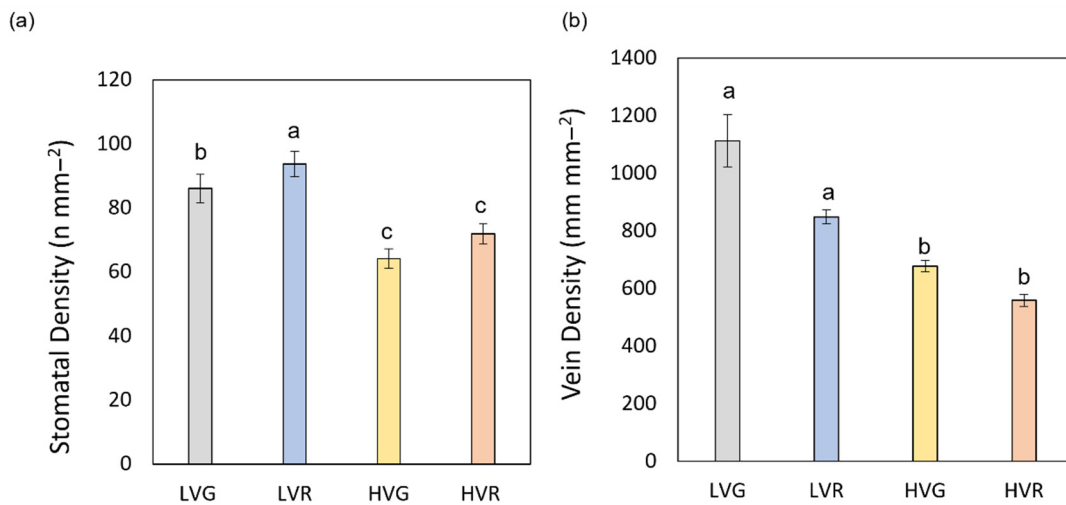 (a)
Stomatal Density (n mm−²)
120
100
80
60
40
20
0
b
a
c
c
LVG LVR HVG HVR
(b)
Vein Density (mm mm−²)
1400
1200
1000
800
600
400
200
0
a
a
b
b
LVG LVR HVG HVR